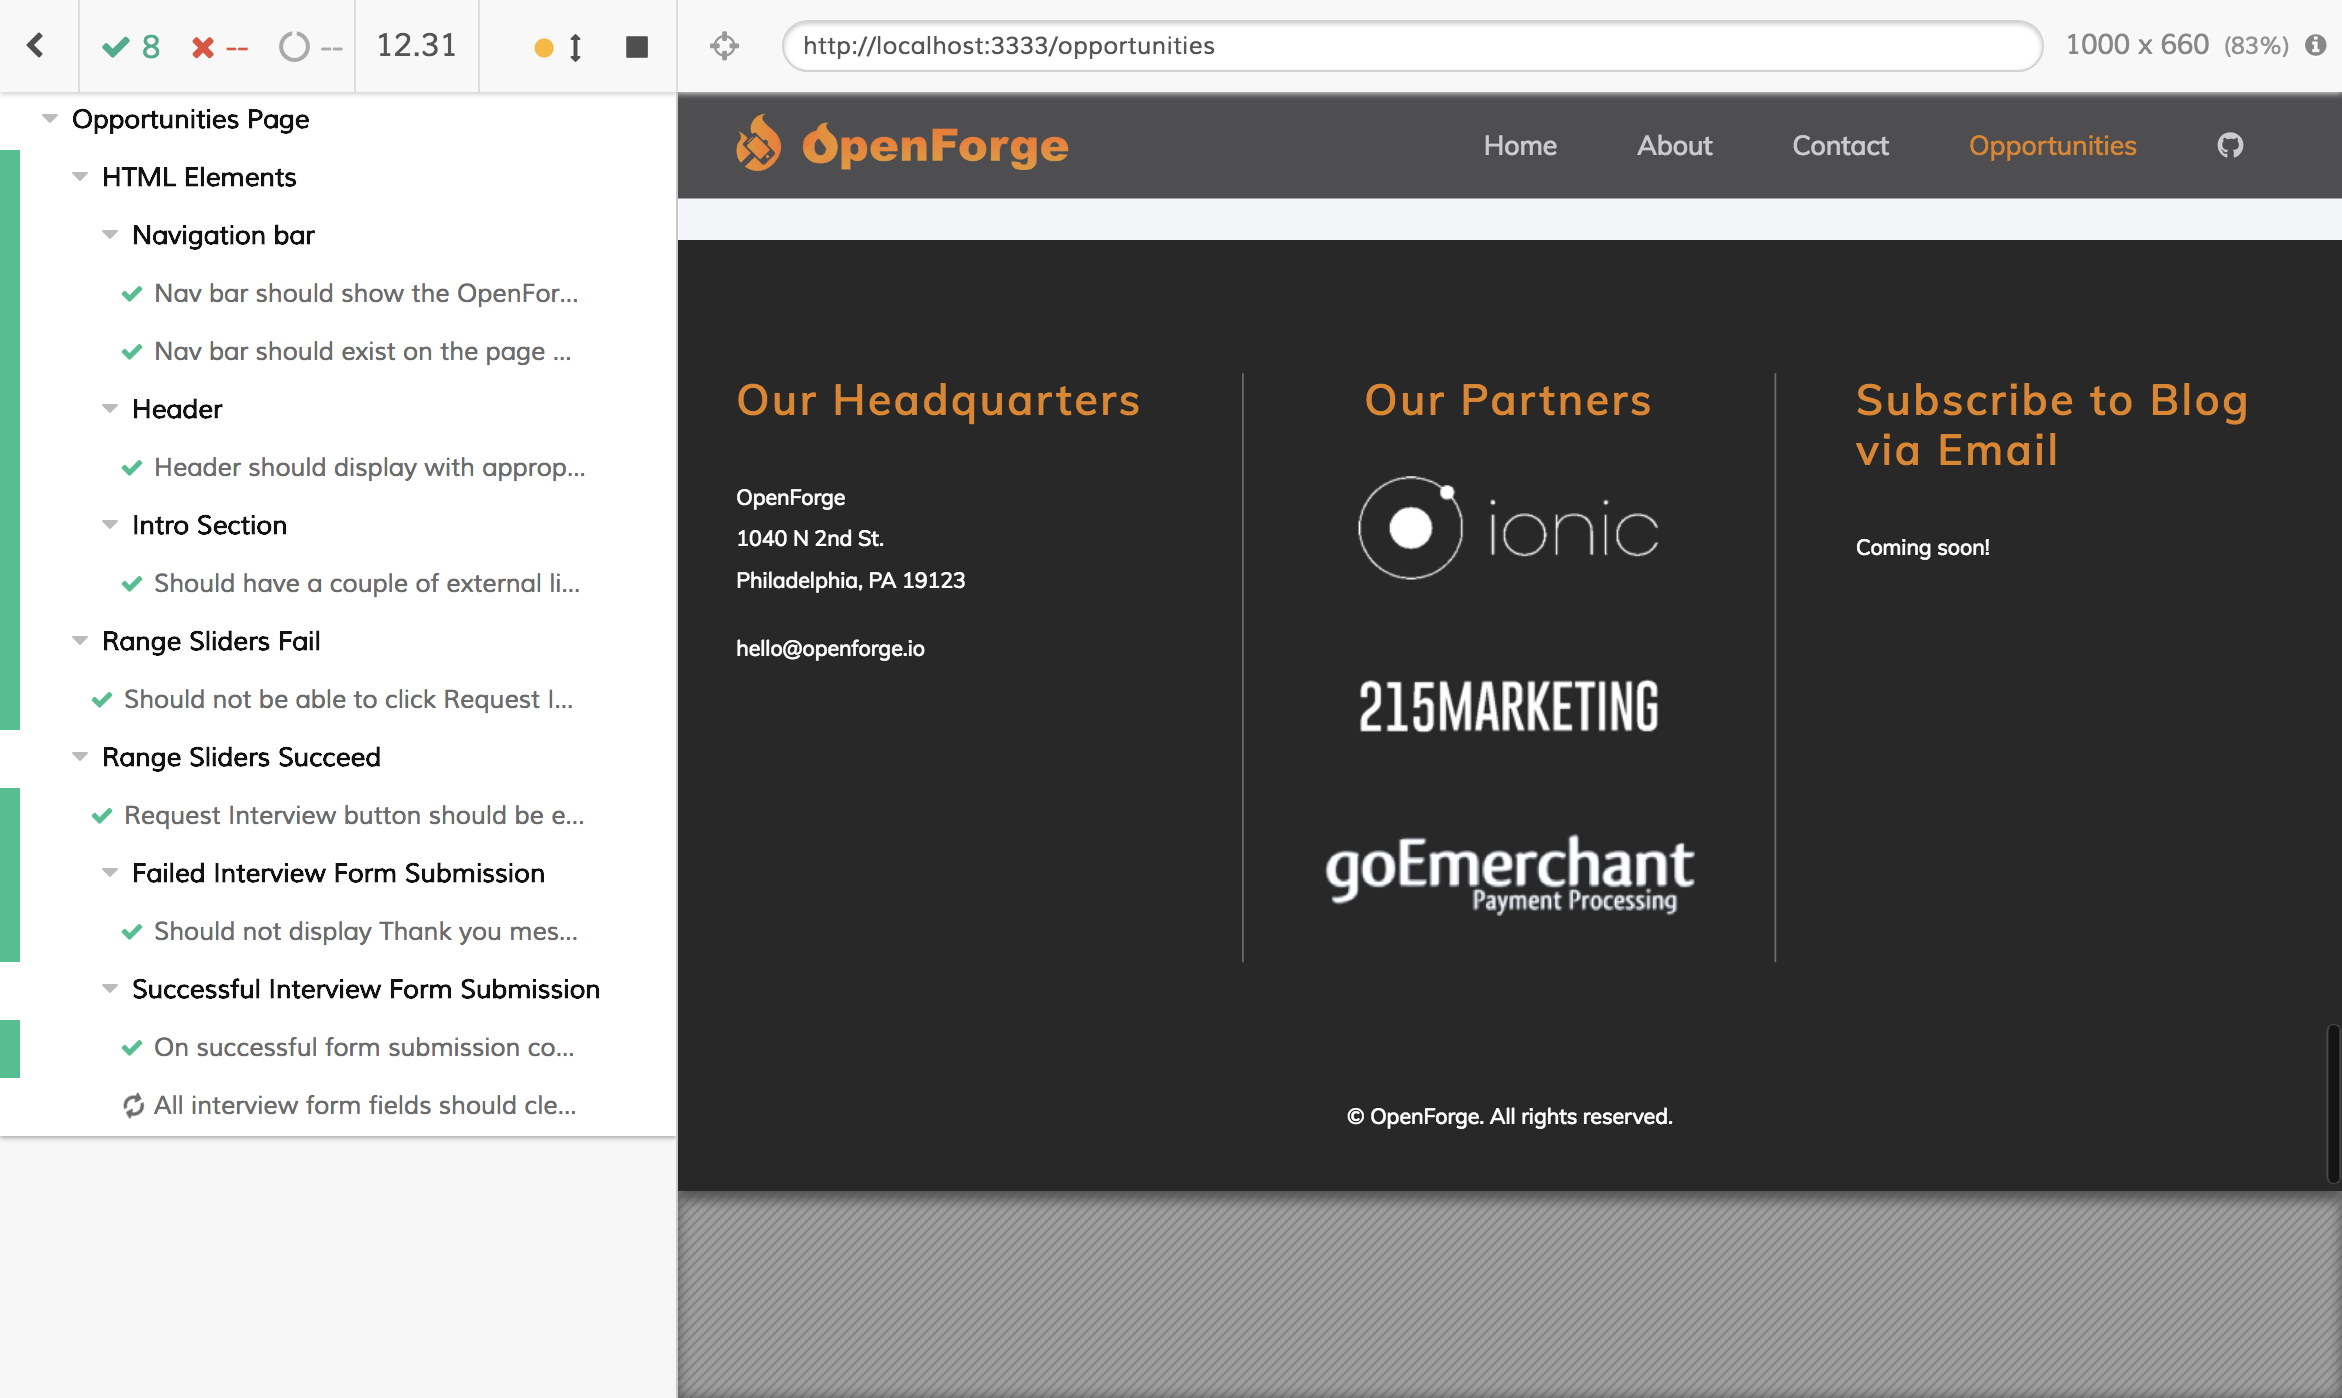 8 -- -- 12.31
http://localhost:3333/opportunities
1000 x 660 (83%)
Opportunities Page
HTML Elements
Navigation bar
Nav bar should show the OpenFor...
Nav bar should exist on the page ...
Header
Header should display with approp...
Intro Section
Should have a couple of external li...
Range Sliders Fail
Should not be able to click Request I...
Range Sliders Succeed
Request Interview button should be e...
Failed Interview Form Submission
Should not display Thank you mes...
Successful Interview Form Submission
On successful form submission co...
All interview form fields should cle...
OpenForge
Home About Contact Opportunities
Our Headquarters
OpenForge
1040 N 2nd St.
Philadelphia, PA 19123
hello@openforge.io
Our Partners
ionic
215MARKETING
goEmerchant
Payment Processing
Subscribe to Blog
via Email
Coming soon!
© OpenForge. All rights reserved.